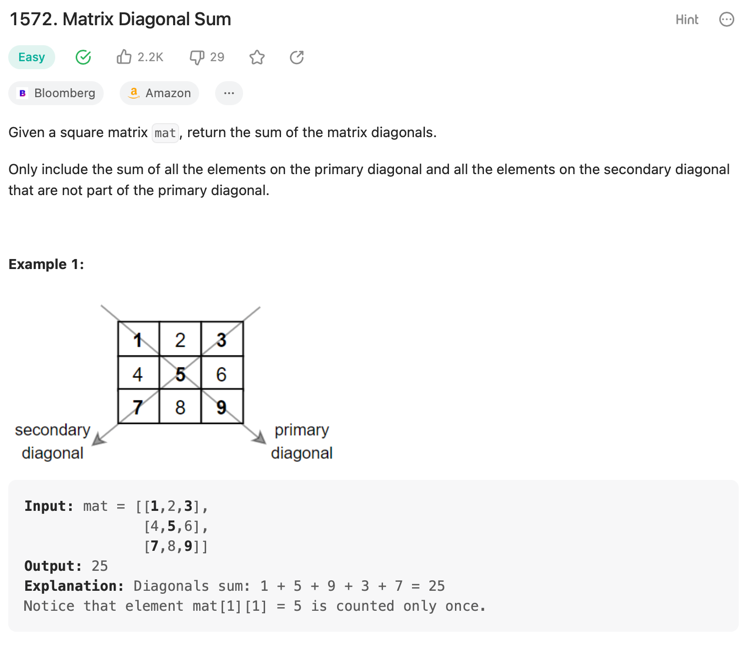 1572. Matrix Diagonal Sum
Hint
Easy
2.2K
29
Bloomberg
Amazon
Given a square matrix mat, return the sum of the matrix diagonals.
Only include the sum of all the elements on the primary diagonal and all the elements on the secondary diagonal
that are not part of the primary diagonal.
Example 1:
1 2 3
4 5 6
7 8 9
secondary
diagonal
primary
diagonal
Input: mat = [[1,2,3],
[4,5,6],
[7,8,9]]
Output: 25
Explanation: Diagonals sum: 1 + 5 + 9 + 3 + 7 = 25
Notice that element mat[1][1] = 5 is counted only once.